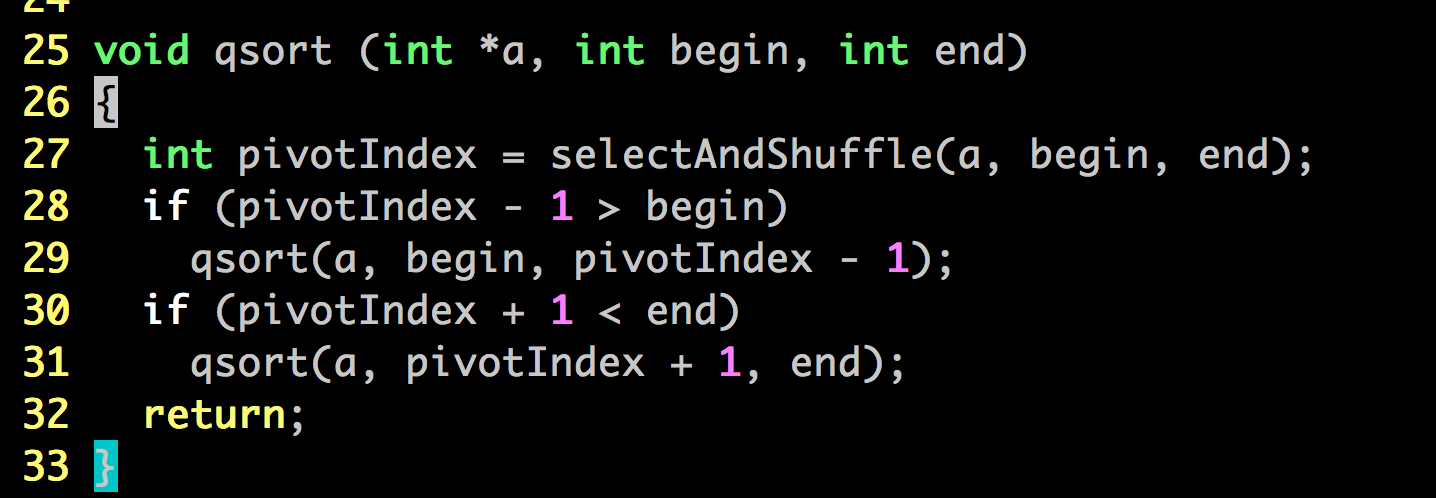 24
25 void qsort (int *a, int begin, int end)
26 {
27   int pivotIndex = selectAndShuffle(a, begin, end);
28   if (pivotIndex - 1 > begin)
29     qsort(a, begin, pivotIndex - 1);
30   if (pivotIndex + 1 < end)
31     qsort(a, pivotIndex + 1, end);
32   return;
33 }